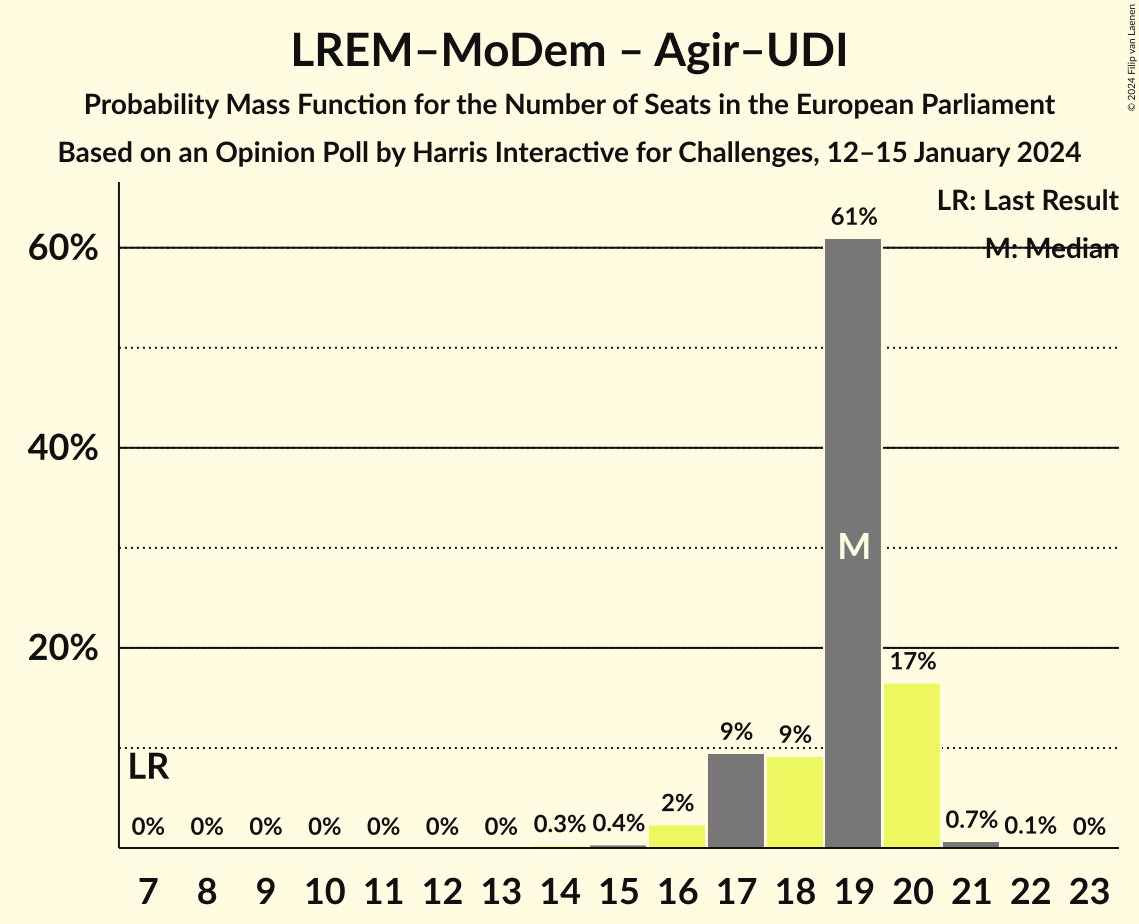 LREM–MoDem – Agir–UDI
Probability Mass Function for the Number of Seats in the European Parliament
Based on an Opinion Poll by Harris Interactive for Challenges, 12–15 January 2024
© 2024 Filip van Laenen
LR: Last Result
M: Median
60%
40%
20%
LR
M
0% 0% 0% 0% 0% 0% 0% 0.3% 0.4% 2% 9% 9% 61% 17% 0.7% 0.1% 0%
7 8 9 10 11 12 13 14 15 16 17 18 19 20 21 22 23